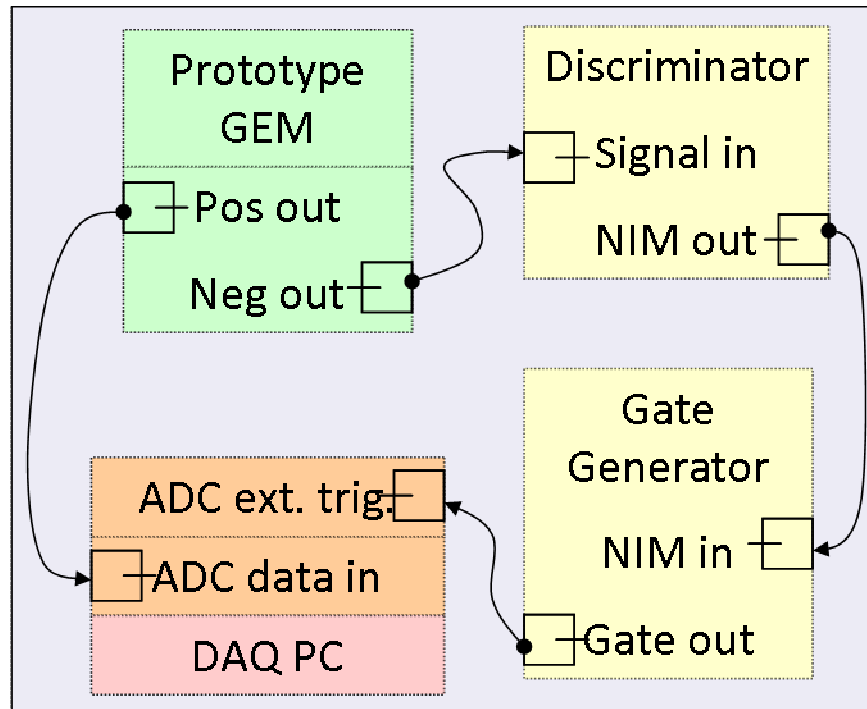 Prototype
GEM
Pos out
Neg out
Discriminator
Signal in
NIM out
Gate
Generator
NIM in
Gate out
ADC ext. trig.
ADC data in
DAQ PC